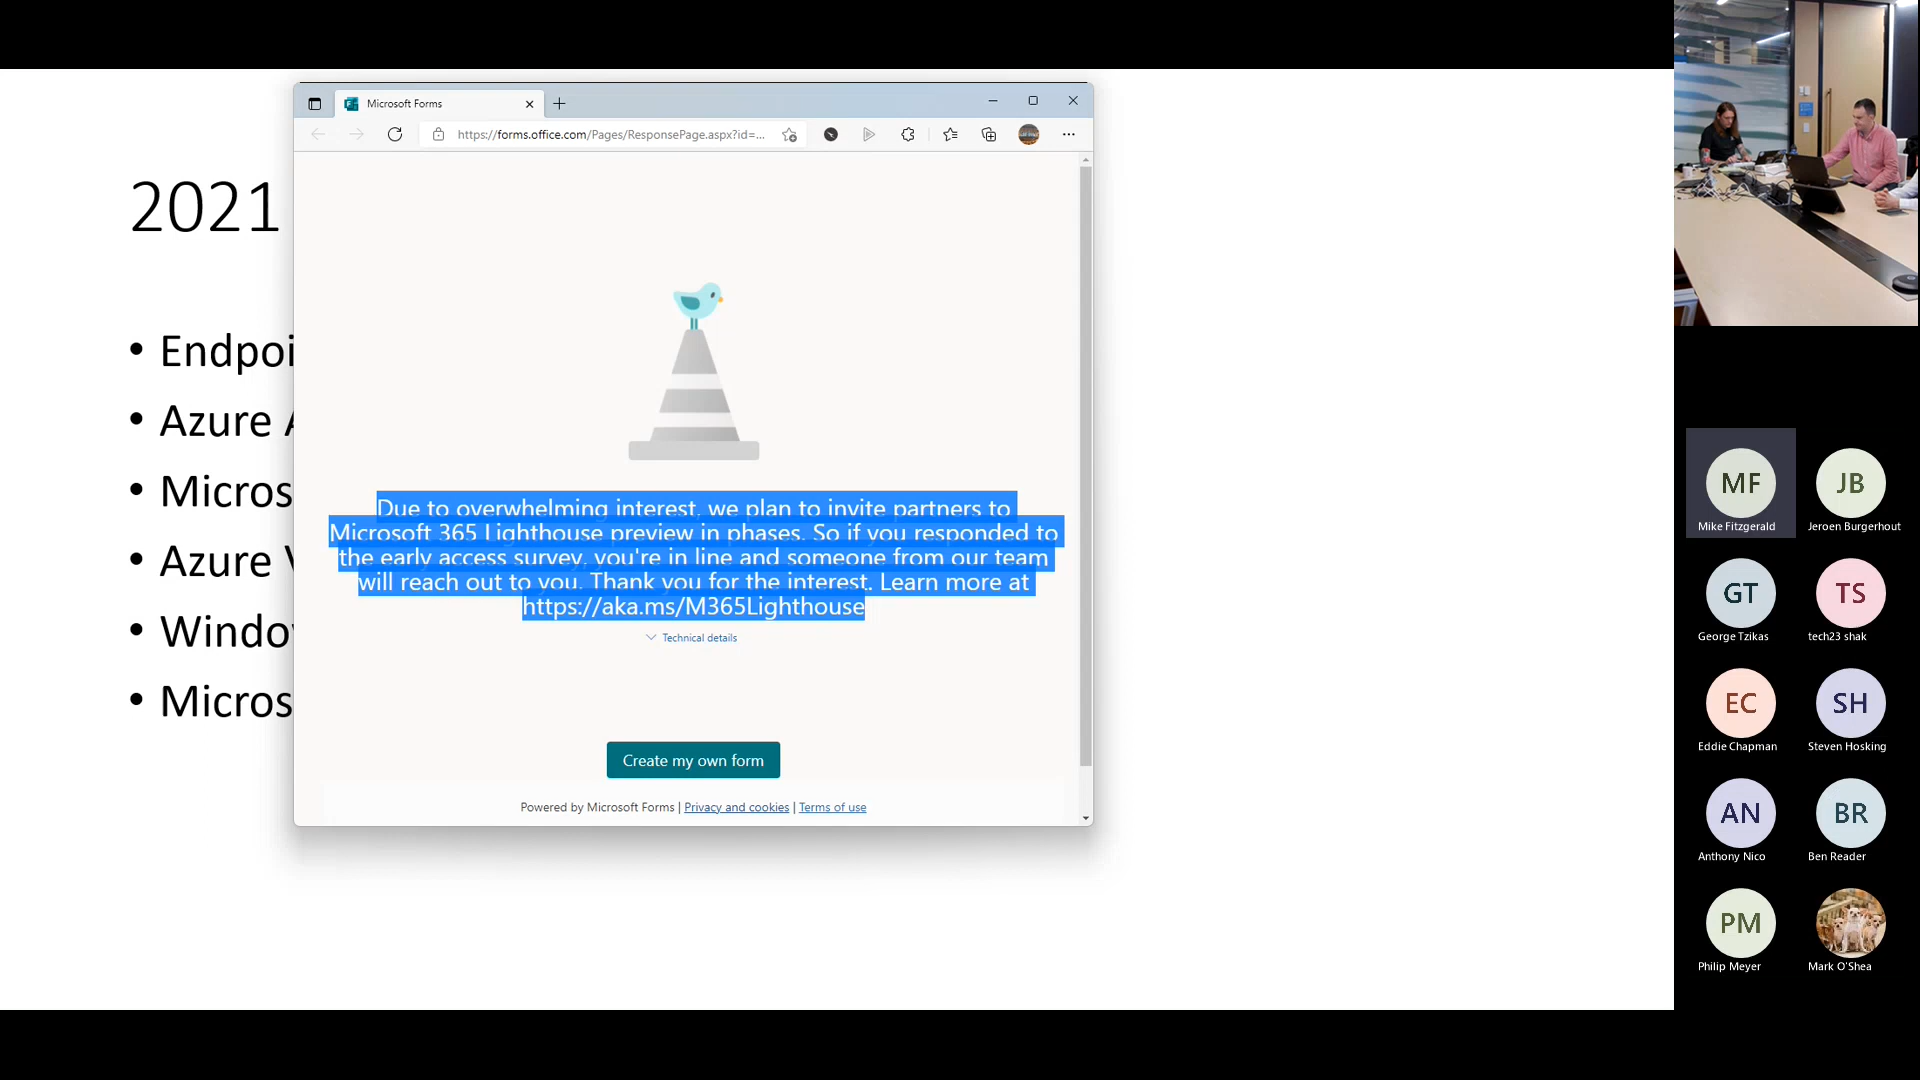 Microsoft Forms
https://forms.office.com/Pages/ResponsePage.aspx?id=...
2021
• Endpoi
• Azure A
• Micros
• Azure V
• Windo
• Micros
Due to overwhelming interest, we plan to invite partners to
Microsoft 365 Lighthouse preview in phases. So if you responded to
the early access survey, you're in line and someone from our team
will reach out to you. Thank you for the interest. Learn more at
https://aka.ms/M365Lighthouse
Technical details
Create my own form
Powered by Microsoft Forms | Privacy and cookies | Terms of use
MF
Mike Fitzgerald
JB
Jeroen Burgerhout
GT
George Tzikas
TS
tech23 shak
EC
Eddie Chapman
SH
Steven Hosking
AN
Anthony Nico
BR
Ben Reader
PM
Philip Meyer
Mark O'Shea